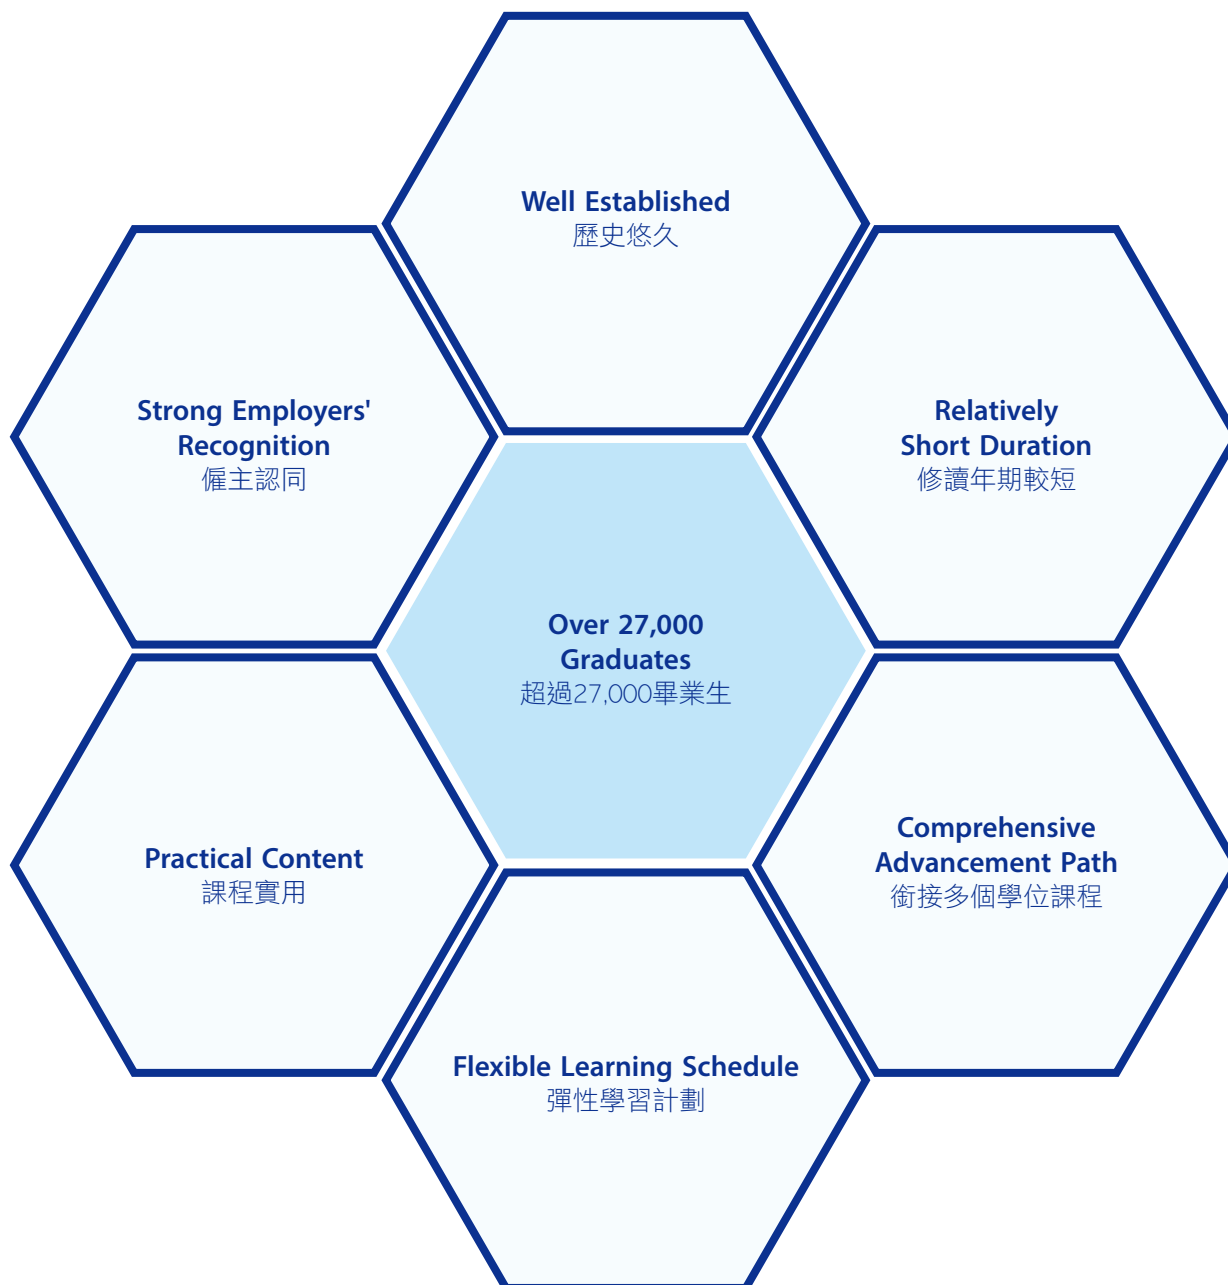 Well Established
歷史悠久
Strong Employers'
Recognition
僱主認同
Relatively
Short Duration
修讀年期較短
Over 27,000
Graduates
超過27,000畢業生
Practical Content
課程實用
Comprehensive
Advancement Path
銜接多個學位課程
Flexible Learning Schedule
彈性學習計劃